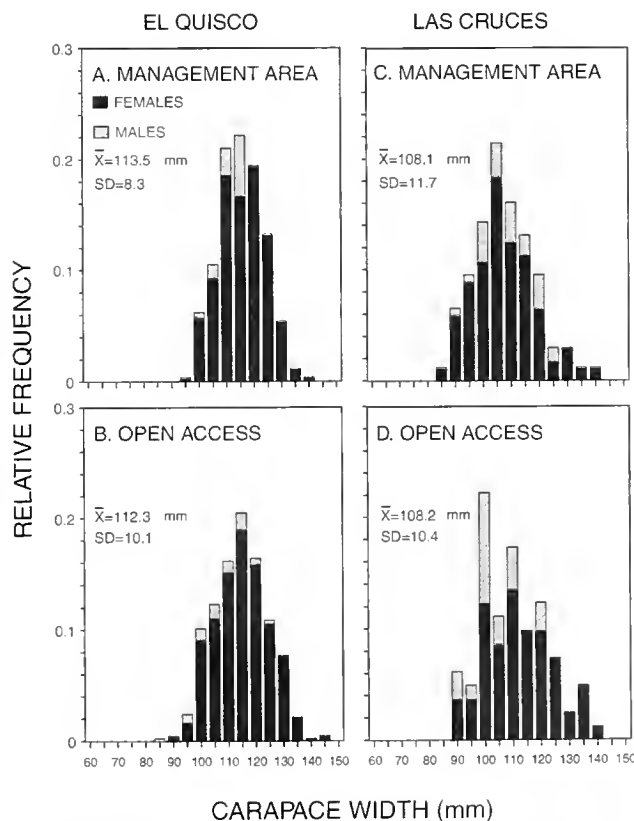 EL QUISCO
LAS CRUCES
RELATIVE FREQUENCY
0.3
0.2
0.1
0
A. MANAGEMENT AREA
FEMALES
MALES
X̅=113.5 mm
SD=8.3
C. MANAGEMENT AREA
X̅=108.1 mm
SD=11.7
0.3
0.2
0.1
0
B. OPEN ACCESS
X̅=112.3 mm
SD=10.1
D. OPEN ACCESS
X̅=108.2 mm
SD=10.4
60 70 80 90 100 110 120 130 140 150
60 70 80 90 100 110 120 130 140 150
CARAPACE WIDTH (mm)